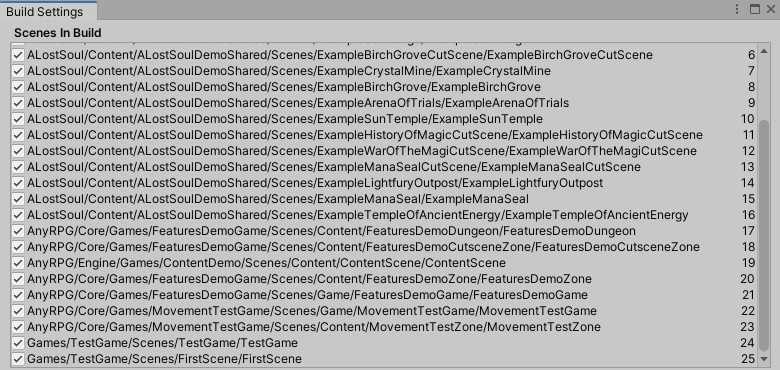 Build Settings
Scenes In Build
ALostSoul/Content/ALostSoulDemoShared/Scenes/ExampleBirchGroveCutScene/ExampleBirchGroveCutScene 6
ALostSoul/Content/ALostSoulDemoShared/Scenes/ExampleCrystalMine/ExampleCrystalMine 7
ALostSoul/Content/ALostSoulDemoShared/Scenes/ExampleBirchGrove/ExampleBirchGrove 8
ALostSoul/Content/ALostSoulDemoShared/Scenes/ExampleArenaOfTrials/ExampleArenaOfTrials 9
ALostSoul/Content/ALostSoulDemoShared/Scenes/ExampleSunTemple/ExampleSunTemple 10
ALostSoul/Content/ALostSoulDemoShared/Scenes/ExampleHistoryOfMagicCutScene/ExampleHistoryOfMagicCutScene 11
ALostSoul/Content/ALostSoulDemoShared/Scenes/ExampleWarOfTheMagiCutScene/ExampleWarOfTheMagiCutScene 12
ALostSoul/Content/ALostSoulDemoShared/Scenes/ExampleManaSealCutScene/ExampleManaSealCutScene 13
ALostSoul/Content/ALostSoulDemoShared/Scenes/ExampleLightfuryOutpost/ExampleLightfuryOutpost 14
ALostSoul/Content/ALostSoulDemoShared/Scenes/ExampleManaSeal/ExampleManaSeal 15
ALostSoul/Content/ALostSoulDemoShared/Scenes/ExampleTempleOfAncientEnergy/ExampleTempleOfAncientEnergy 16
AnyRPG/Core/Games/FeaturesDemoGame/Scenes/Content/FeaturesDemoDungeon/FeaturesDemoDungeon 17
AnyRPG/Core/Games/FeaturesDemoGame/Scenes/Content/FeaturesDemoCutsceneZone/FeaturesDemoCutsceneZone 18
AnyRPG/Engine/Games/ContentDemo/Scenes/Content/ContentScene/ContentScene 19
AnyRPG/Core/Games/FeaturesDemoGame/Scenes/Content/FeaturesDemoZone/FeaturesDemoZone 20
AnyRPG/Core/Games/FeaturesDemoGame/Scenes/Game/FeaturesDemoGame/FeaturesDemoGame 21
AnyRPG/Core/Games/MovementTestGame/Scenes/Game/MovementTestGame/MovementTestGame 22
AnyRPG/Core/Games/MovementTestGame/Scenes/Content/MovementTestZone/MovementTestZone 23
Games/TestGame/Scenes/TestGame/TestGame 24
Games/TestGame/Scenes/FirstScene/FirstScene 25